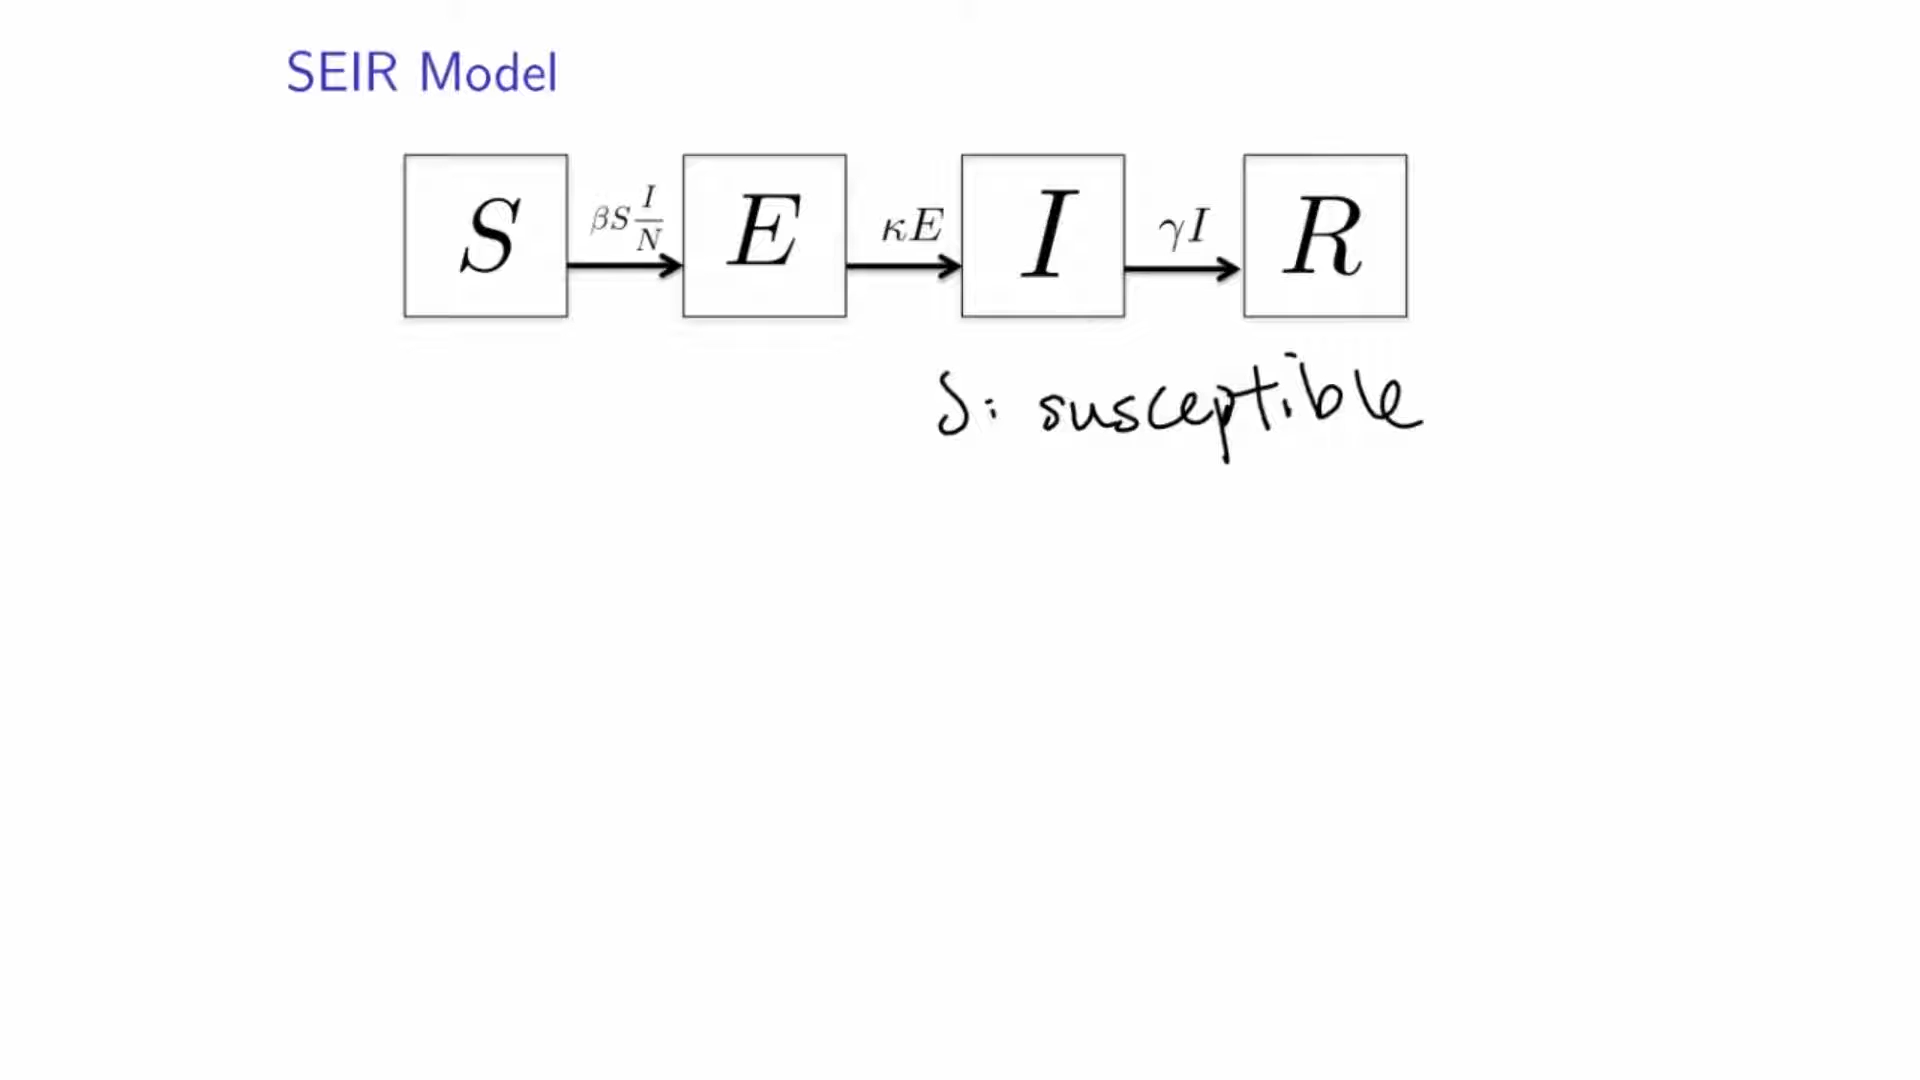 SEIR Model
S βS I/N E κE I γI R
S: susceptible